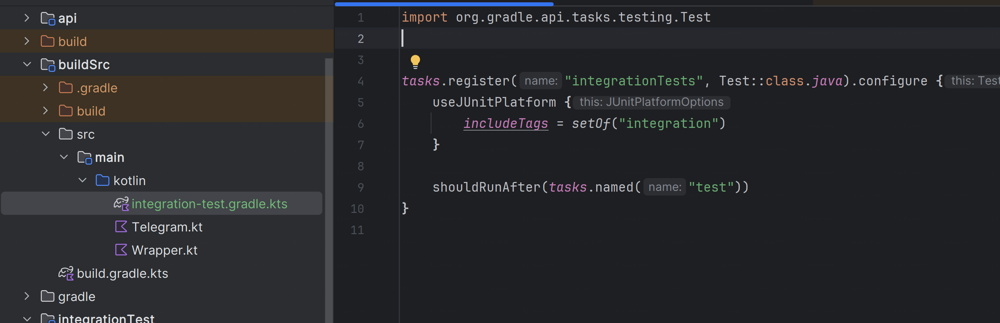 api
build
buildSrc
.gradle
build
src
main
kotlin
integration-test.gradle.kts
Telegram.kt
Wrapper.kt
build.gradle.kts
gradle
integrationTest
1 import org.gradle.api.tasks.testing.Test
2
3
4 tasks.register( name: "integrationTests", Test::class.java).configure { this: Test
5 useJUnitPlatform { this: JUnitPlatformOptions
6 includeTags = setOf("integration")
7 }
8
9 shouldRunAfter(tasks.named( name: "test"))
10 }
11